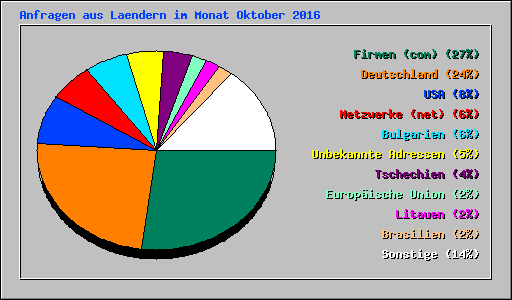 Anfragen aus Laendern im Monat Oktober 2016
Firmen (com) (27%)
Deutschland (24%)
USA (8%)
Netzwerke (net) (6%)
Bulgarien (6%)
Unbekannte Adressen (5%)
Tschechien (4%)
Europäische Union (2%)
Litauen (2%)
Brasilien (2%)
Sonstige (14%)